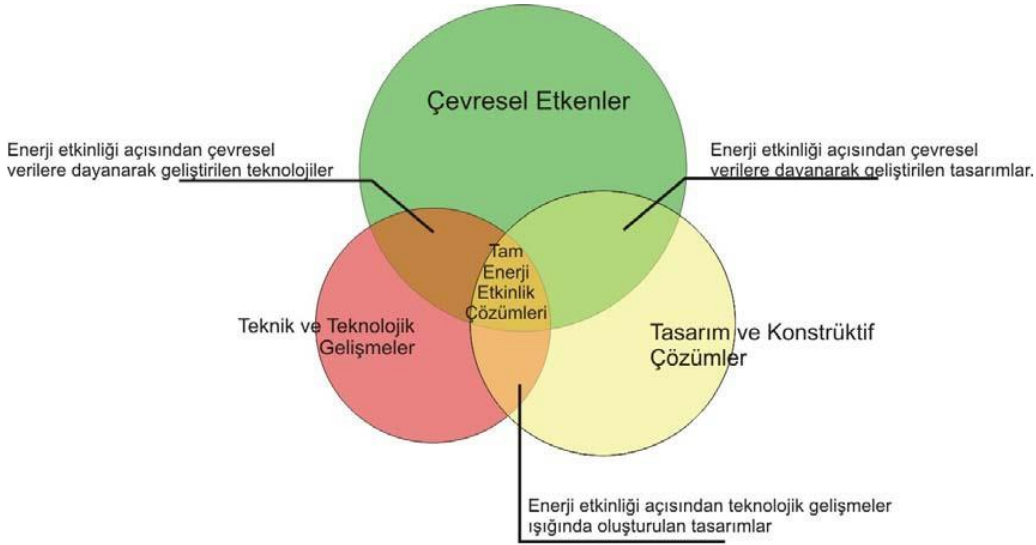 Çevresel Etkenler
Enerji etkinliği açısından çevresel
verilere dayanarak geliştirilen teknolojiler
Enerji etkinliği açısından çevresel
verilere dayanarak geliştirilen tasarımlar.
Tam
Enerji
Etkinlik
Çözümleri
Teknik ve Teknolojik
Gelişmeler
Tasarım ve Konstrüktif
Çözümler
Enerji etkinliği açısından teknolojik gelişmeler
ışığında oluşturulan tasarımlar